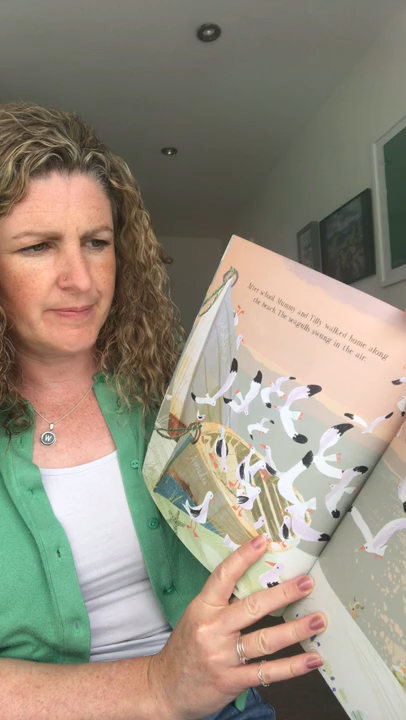 W
After school, Mummy and Tilly walked home along
the beach. The seagulls swung in the air.